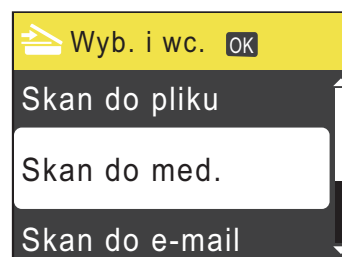 Wyb. i wc. OK
Skan do pliku
Skan do med.
Skan do e-mail